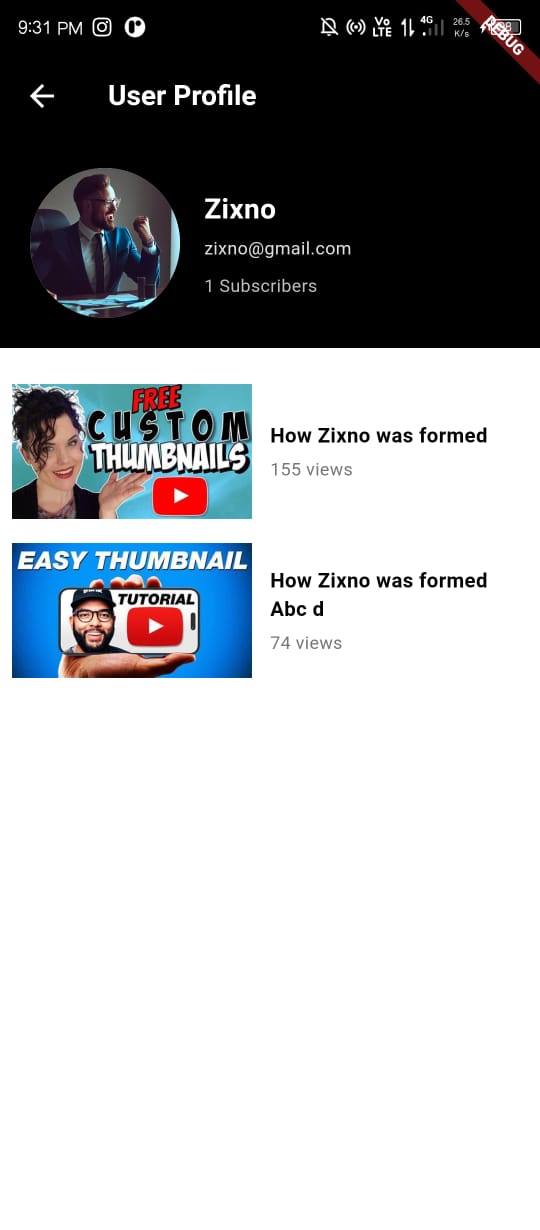 9:31 PM
Vo LTE 4G 26.5 K/s
DEBUG
User Profile
Zixno
zixno@gmail.com
1 Subscribers
FREE
CUSTOM
THUMBNAILS
How Zixno was formed
155 views
EASY THUMBNAIL
TUTORIAL
How Zixno was formed
Abc d
74 views